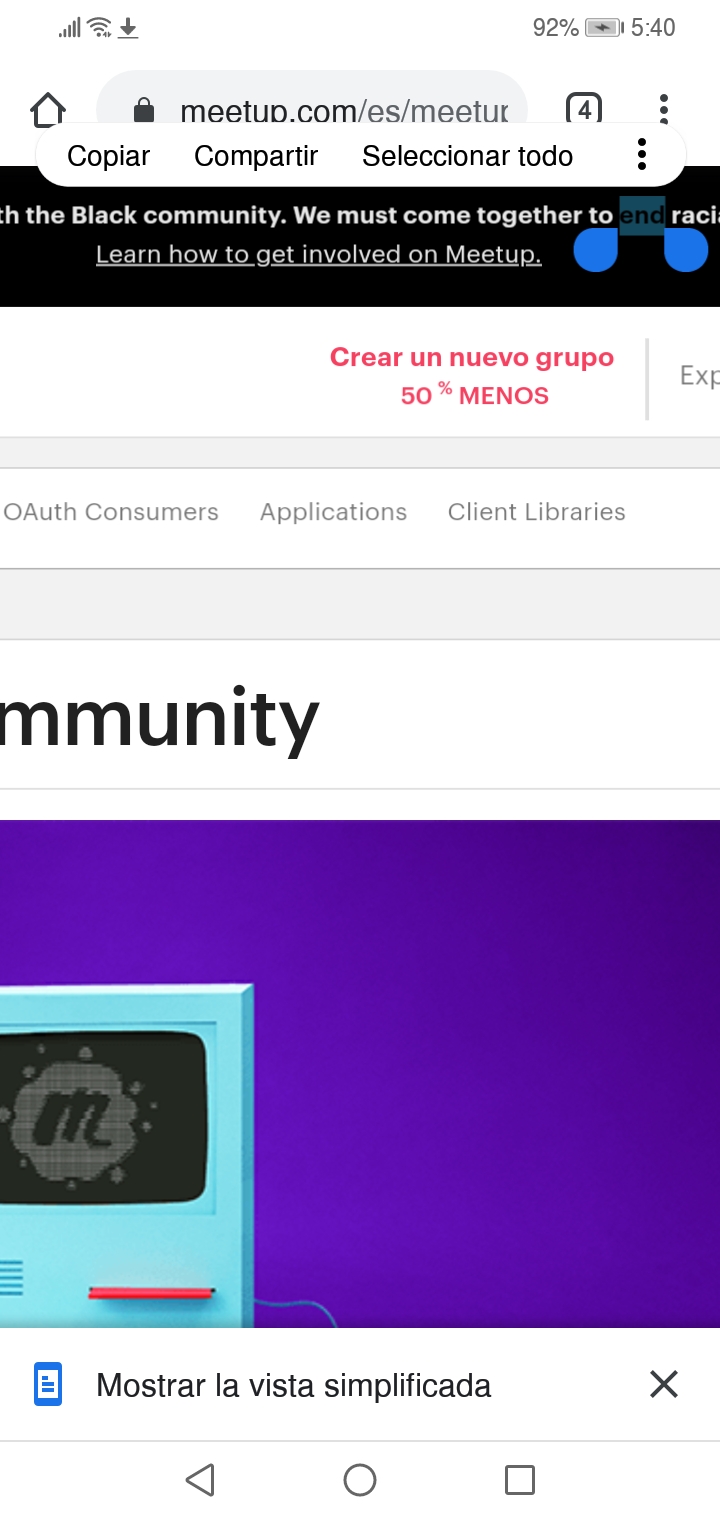 92% 5:40
meetup.com/es/meetup 4
Copiar Compartir Seleccionar todo
th the Black community. We must come together to end racia
Learn how to get involved on Meetup.
Crear un nuevo grupo
50 % MENOS
Exp
OAuth Consumers Applications Client Libraries
mmunity
m
Mostrar la vista simplificada